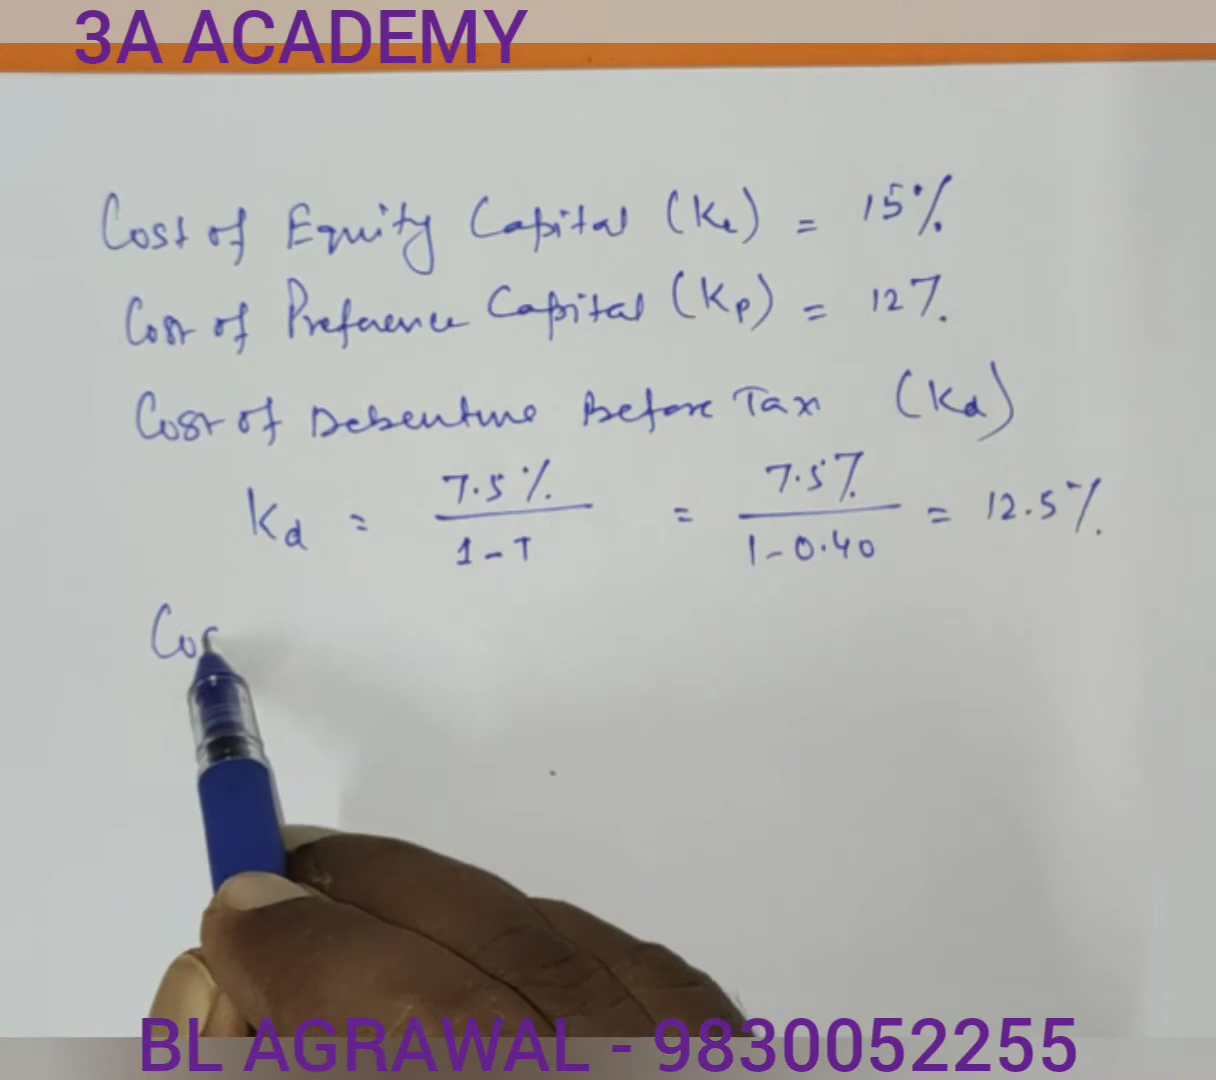 3A ACADEMY
Cost of Equity Capital (Ke) = 15%
Cost of Preference Capital (Kp) = 12%
Cost of Debenture Before Tax (Kd)
Kd = 7.5% / 1-T = 7.5% / 1-0.40 = 12.5%
Cos
BL AGRAWAL - 9830052255